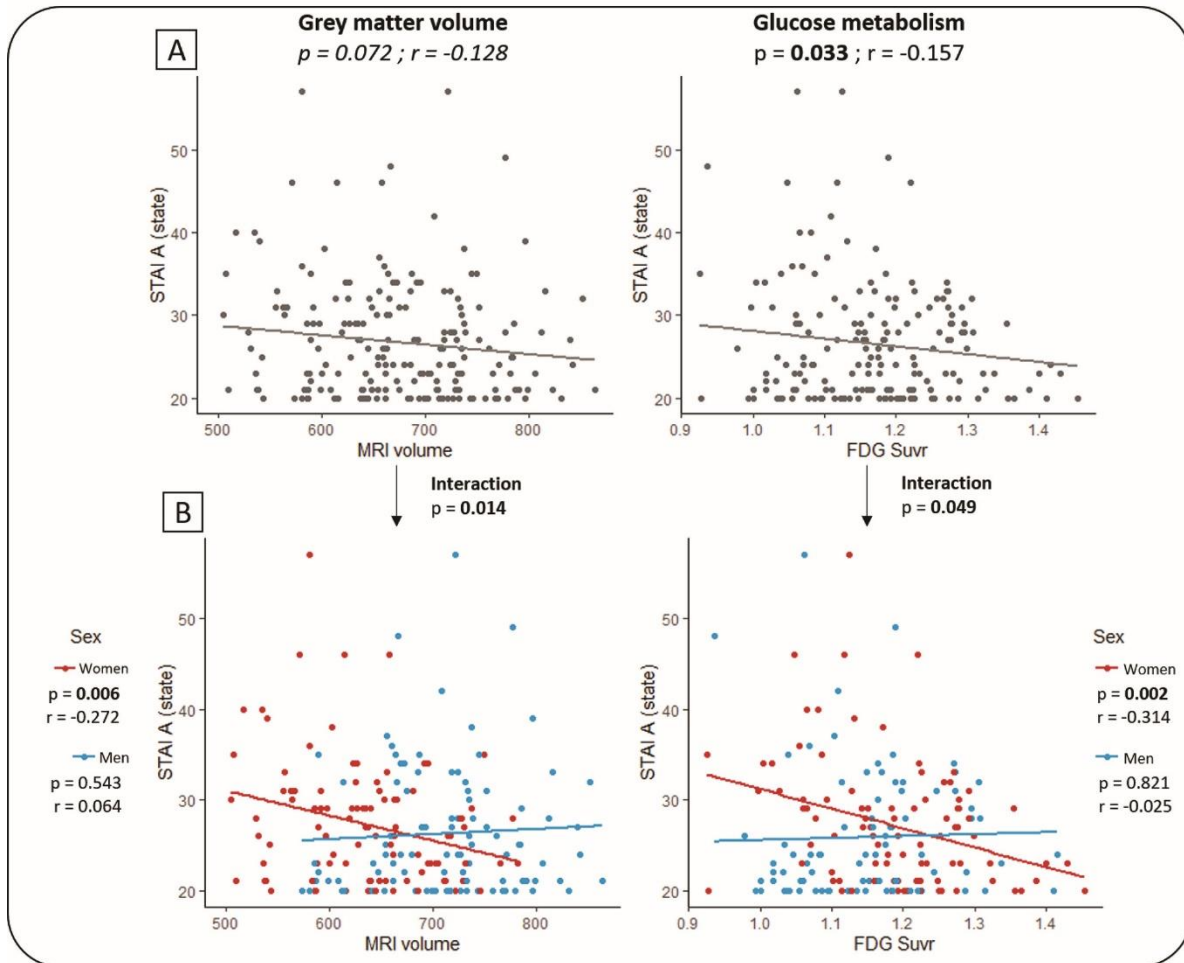 Grey matter volume
p = 0.072 ; r = -0.128
Glucose metabolism
p = 0.033 ; r = -0.157
A
STAI A (state)
50
40
30
20
500 600 700 800
MRI volume
STAI A (state)
50
40
30
20
0.9 1.0 1.1 1.2 1.3 1.4
FDG Suvr
Interaction
p = 0.014
Interaction
p = 0.049
B
Sex
Women
p = 0.006
r = -0.272
Men
p = 0.543
r = 0.064
STAI A (state)
50
40
30
20
500 600 700 800
MRI volume
STAI A (state)
50
40
30
20
0.9 1.0 1.1 1.2 1.3 1.4
FDG Suvr
Sex
Women
p = 0.002
r = -0.314
Men
p = 0.821
r = -0.025